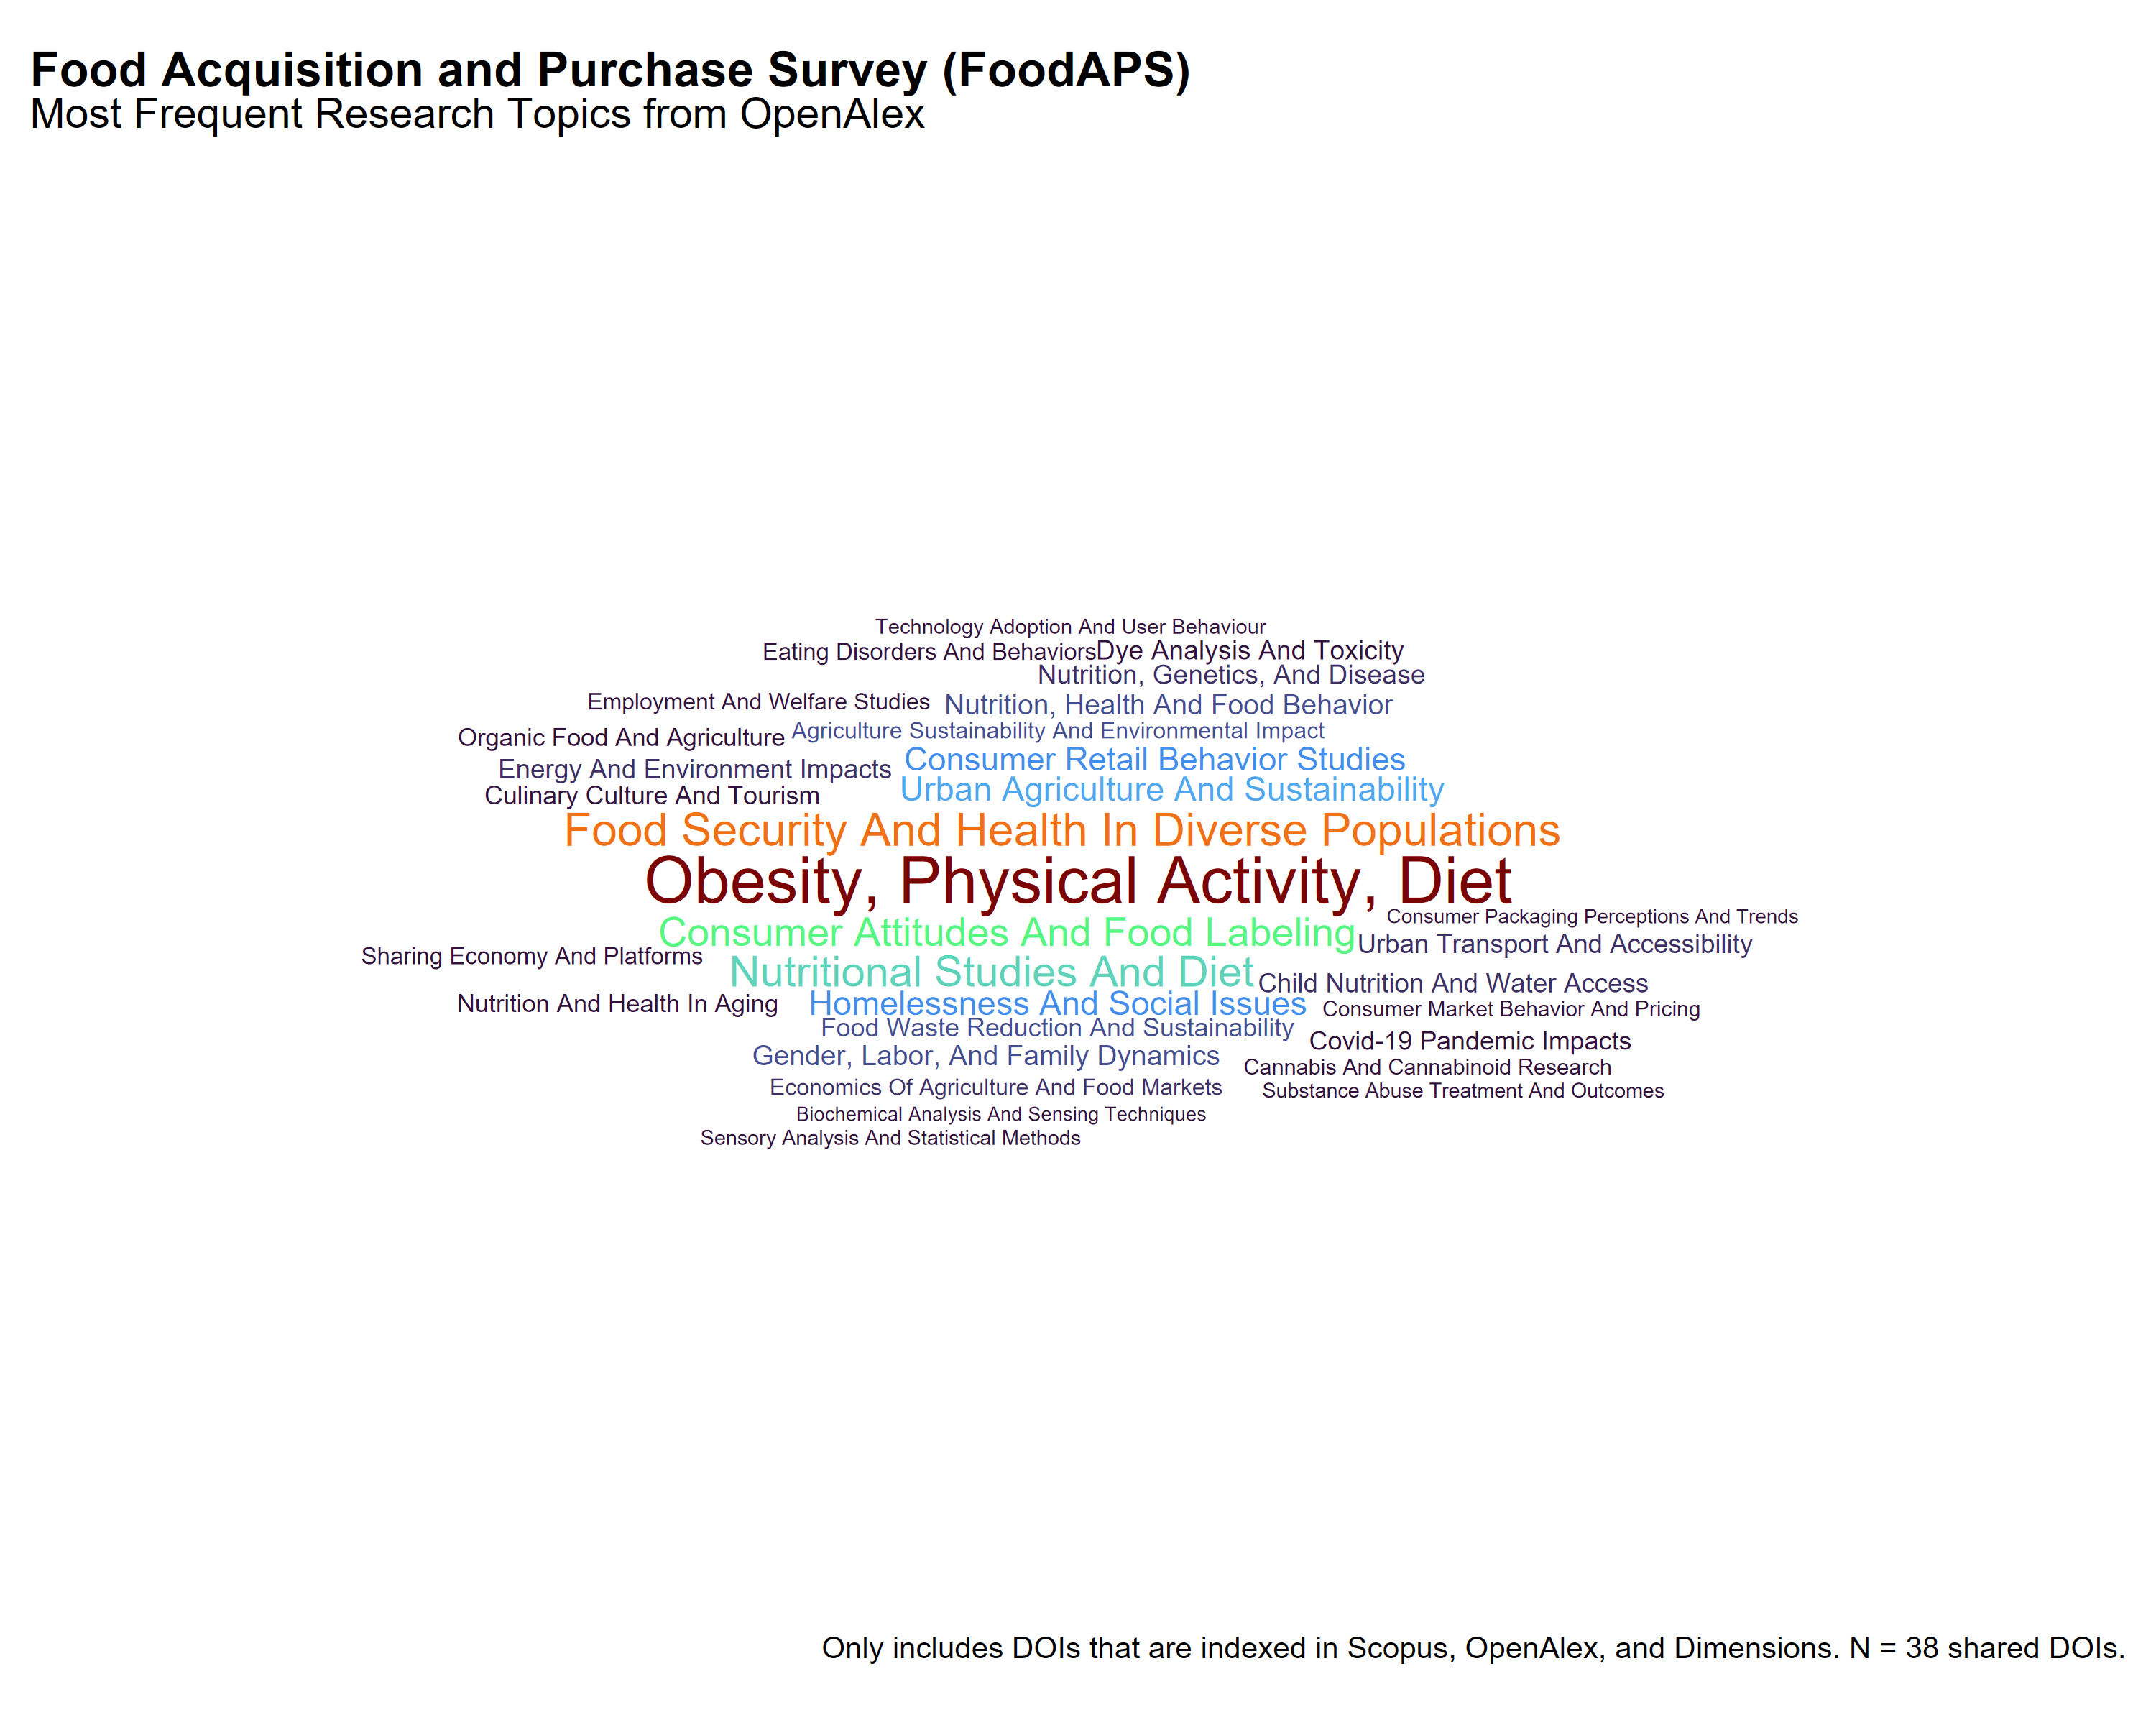 Food Acquisition and Purchase Survey (FoodAPS)
Most Frequent Research Topics from OpenAlex
Technology Adoption And User Behaviour
Eating Disorders And Behaviors
Dye Analysis And Toxicity
Nutrition, Genetics, And Disease
Employment And Welfare Studies
Nutrition, Health And Food Behavior
Agriculture Sustainability And Environmental Impact
Organic Food And Agriculture
Consumer Retail Behavior Studies
Energy And Environment Impacts
Urban Agriculture And Sustainability
Culinary Culture And Tourism
Food Security And Health In Diverse Populations
Obesity, Physical Activity, Diet
Consumer Packaging Perceptions And Trends
Consumer Attitudes And Food Labeling
Urban Transport And Accessibility
Sharing Economy And Platforms
Nutritional Studies And Diet
Child Nutrition And Water Access
Nutrition And Health In Aging
Homelessness And Social Issues
Consumer Market Behavior And Pricing
Food Waste Reduction And Sustainability
Covid-19 Pandemic Impacts
Gender, Labor, And Family Dynamics
Cannabis And Cannabinoid Research
Economics Of Agriculture And Food Markets
Substance Abuse Treatment And Outcomes
Biochemical Analysis And Sensing Techniques
Sensory Analysis And Statistical Methods
Only includes DOIs that are indexed in Scopus, OpenAlex, and Dimensions. N = 38 shared DOIs.